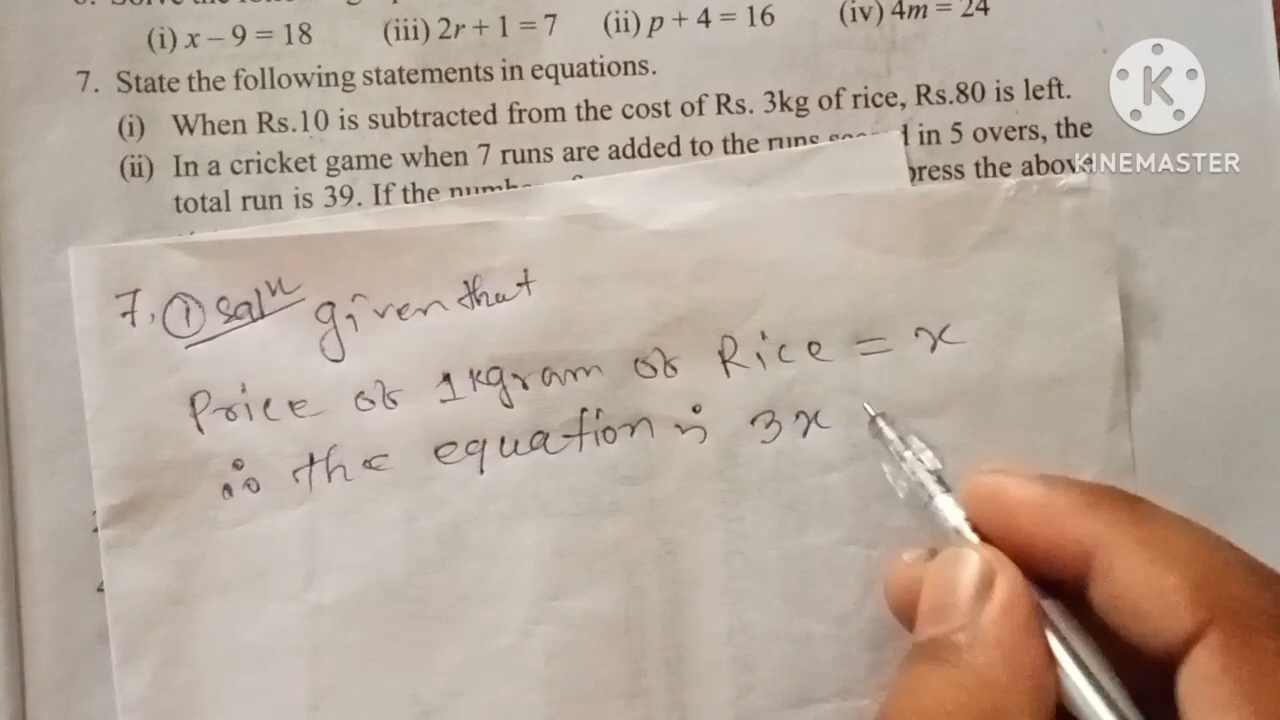 (i) x – 9 = 18 (iii) 2r + 1 = 7 (ii) p + 4 = 16 (iv) 4m = 24
7. State the following statements in equations.
(i) When Rs.10 is subtracted from the cost of Rs. 3kg of rice, Rs.80 is left.
(ii) In a cricket game when 7 runs are added to the runs in 5 overs, the
total run is 39. If the the above
K
KINEMASTER
7. (i) Solⁿ given that
Price of 1kgram of Rice = x
∴ the equation is 3x